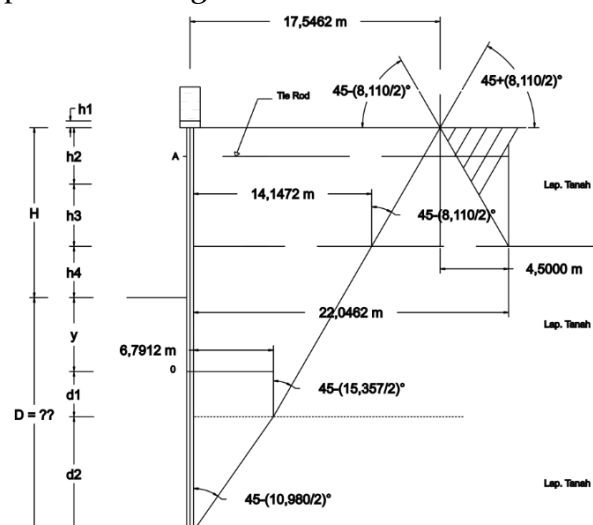 17,5462 m
45-(8,110/2)°
45+(8,110/2)°
h1
Tie Rod
h2
A
Lap. Tanah
14,1472 m
45-(8,110/2)°
H
h3
h4
4,5000 m
22,0462 m
Lap. Tanah
y
6,7912 m
0
45-(15,357/2)°
d1
D = ??
d2
Lap. Tanah
45-(10,980/2)°